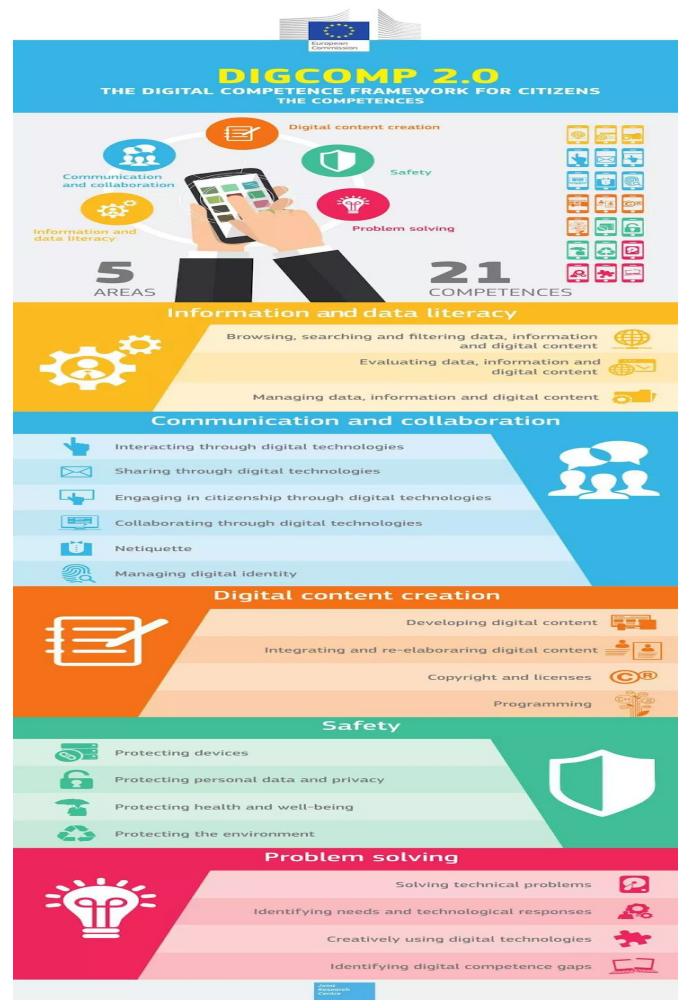 European
Commission
DIGCOMP 2.0
THE DIGITAL COMPETENCE FRAMEWORK FOR CITIZENS
THE COMPETENCES
Digital content creation
Communication
and collaboration
Safety
Information and
data literacy
Problem solving
5
AREAS
21
COMPETENCES
Information and data literacy
Browsing, searching and filtering data, information
and digital content
Evaluating data, information and
digital content
Managing data, information and digital content
Communication and collaboration
Interacting through digital technologies
Sharing through digital technologies
Engaging in citizenship through digital technologies
Collaborating through digital technologies
Netiquette
Managing digital identity
Digital content creation
Developing digital content
Integrating and re-elaboraring digital content
Copyright and licenses
© ®
Programming
Safety
Protecting devices
Protecting personal data and privacy
Protecting health and well-being
Protecting the environment
Problem solving
Solving technical problems
Identifying needs and technological responses
Creatively using digital technologies
Identifying digital competence gaps
Joint
Research
Centre